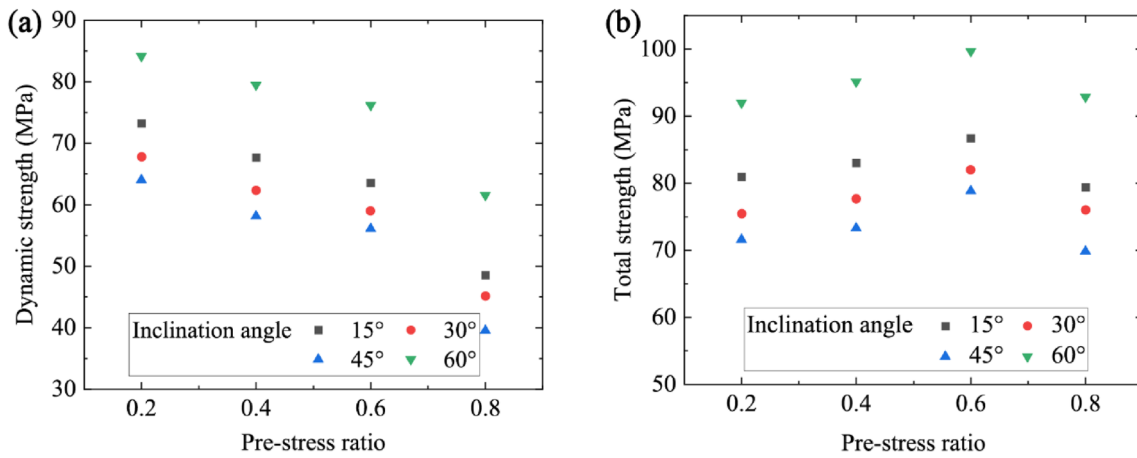 (a)
Dynamic strength (MPa)
90
80
70
60
50
40
30
Inclination angle 15° 30°
45° 60°
0.2 0.4 0.6 0.8
Pre-stress ratio
(b)
Total strength (MPa)
100
90
80
70
60
50
Inclination angle 15° 30°
45° 60°
0.2 0.4 0.6 0.8
Pre-stress ratio